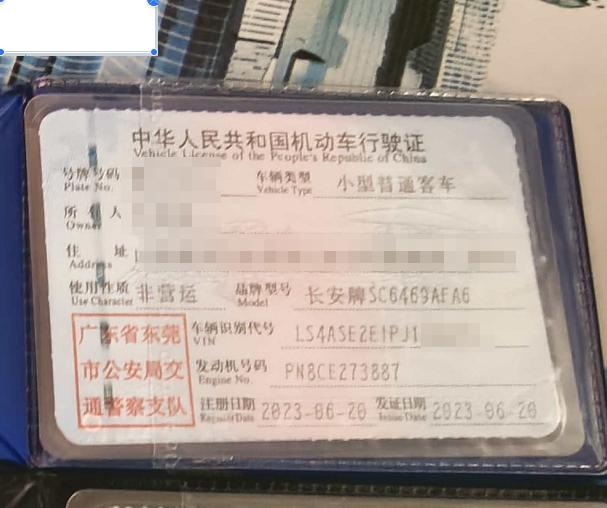 中华人民共和国机动车行驶证
Vehicle License of the People's Republic of China
号牌号码
Plate No.
车辆类型
Vehicle Type
小型普通客车
所有人
Owner
住址
Address
使用性质
Use Character
非营运
品牌型号
Model
长安牌SC6469AEA6
广东省东莞
市公安局交
通警察支队
车辆识别代号
VIN
LS4ASE2E1PJ1
发动机号码
Engine No.
PN8CE273887
注册日期
Register Date
2023-06-20
发证日期
Issue Date
2023-06-20